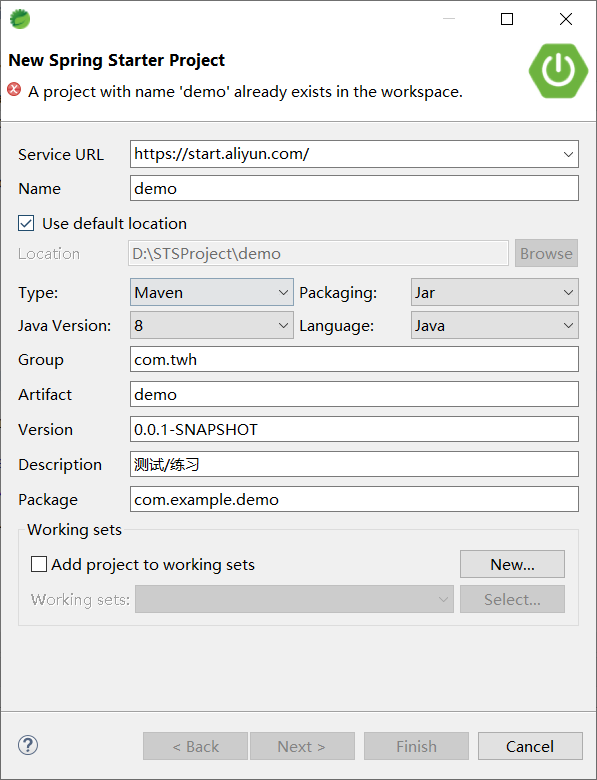 New Spring Starter Project
A project with name 'demo' already exists in the workspace.
Service URL https://start.aliyun.com/
Name demo
Use default location
Location D:\STSProject\demo Browse
Type: Maven Packaging: Jar
Java Version: 8 Language: Java
Group com.twh
Artifact demo
Version 0.0.1-SNAPSHOT
Description 测试/练习
Package com.example.demo
Working sets
Add project to working sets New...
Working sets: Select...
? < Back Next > Finish Cancel